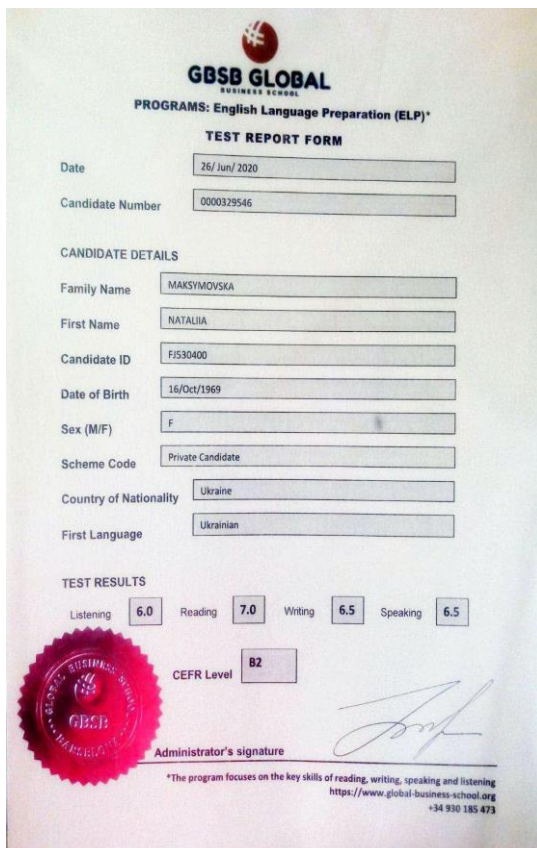 GBSB GLOBAL
BUSINESS SCHOOL
PROGRAMS: English Language Preparation (ELP)*
TEST REPORT FORM
Date 26/ Jun/ 2020
Candidate Number 0000329546
CANDIDATE DETAILS
Family Name MAKSYMOVSKA
First Name NATALIIA
Candidate ID FJ530400
Date of Birth 16/Oct/1969
Sex (M/F) F
Scheme Code Private Candidate
Country of Nationality Ukraine
First Language Ukrainian
TEST RESULTS
Listening 6.0 Reading 7.0 Writing 6.5 Speaking 6.5
CEFR Level B2
GLOBAL BUSINESS SCHOOL
GBSB
BARCELONA
Administrator's signature
*The program focuses on the key skills of reading, writing, speaking and listening
https://www.global-business-school.org
+34 930 185 473